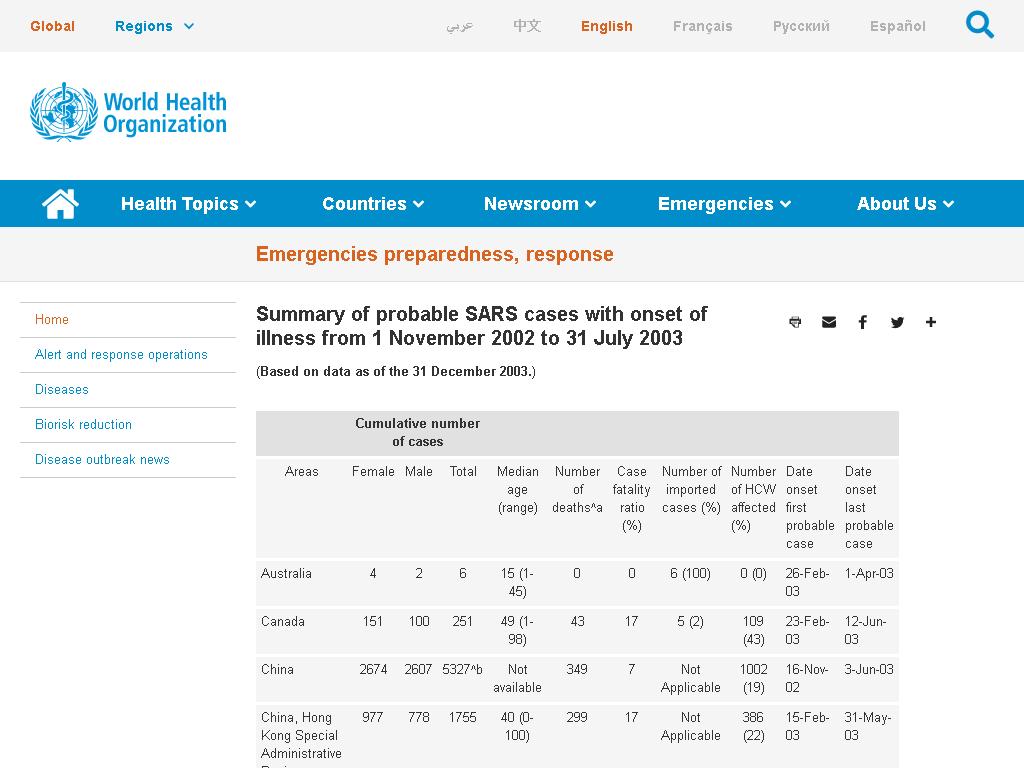 Global Regions عربي 中文 English Français Русский Español
World Health
Organization
Health Topics Countries Newsroom Emergencies About Us
Emergencies preparedness, response
Home
Alert and response operations
Diseases
Biorisk reduction
Disease outbreak news
Summary of probable SARS cases with onset of
illness from 1 November 2002 to 31 July 2003
(Based on data as of the 31 December 2003.)
Cumulative number
of cases
Areas Female Male Total Median Number Case Number of Number Date Date
age of fatality imported of HCW onset onset
(range) deaths^a ratio cases (%) affected first last
(%) (%) probable probable
case case
Australia 4 2 6 15 (1- 0 0 6 (100) 0 (0) 26-Feb- 1-Apr-03
45) 03
Canada 151 100 251 49 (1- 43 17 5 (2) 109 23-Feb- 12-Jun-
98) (43) 03 03
China 2674 2607 5327^b Not 349 7 Not 1002 16-Nov- 3-Jun-03
available Applicable (19) 02
China, Hong 977 778 1755 40 (0- 299 17 Not 386 15-Feb- 31-May-
Kong Special 100) Applicable (22) 03 03
Administrative